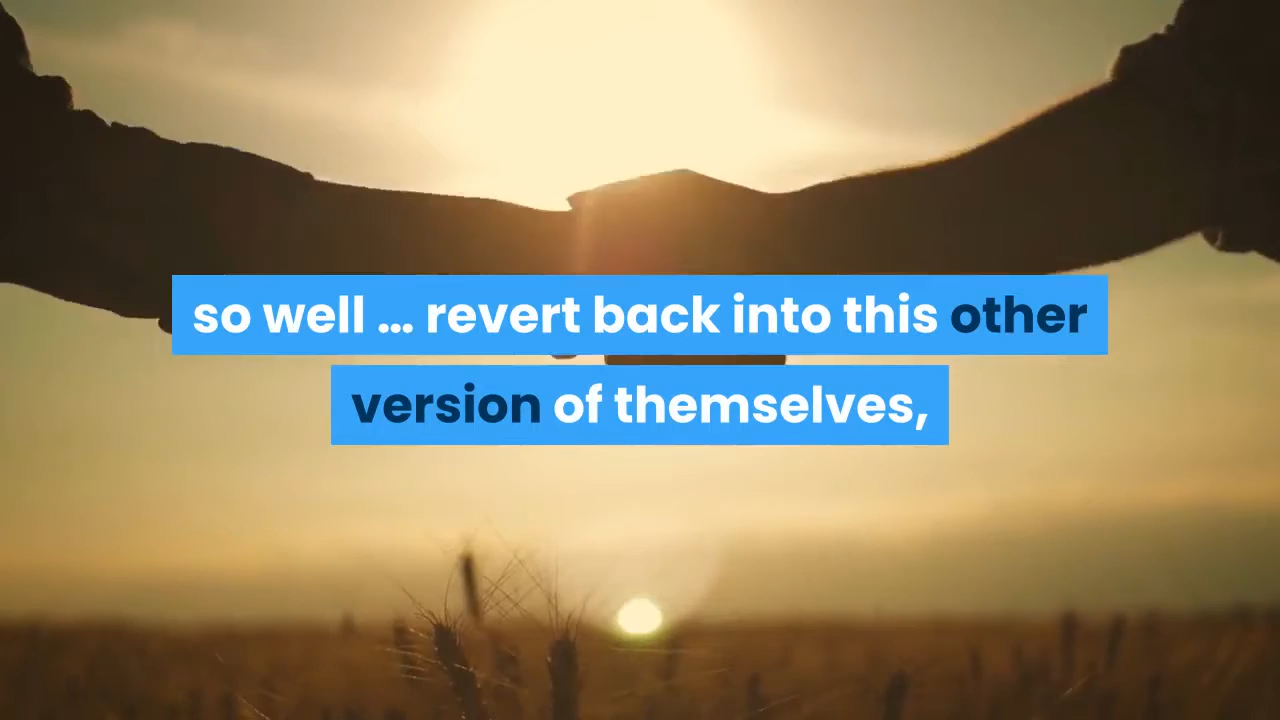 so well ... revert back into this other
version of themselves,